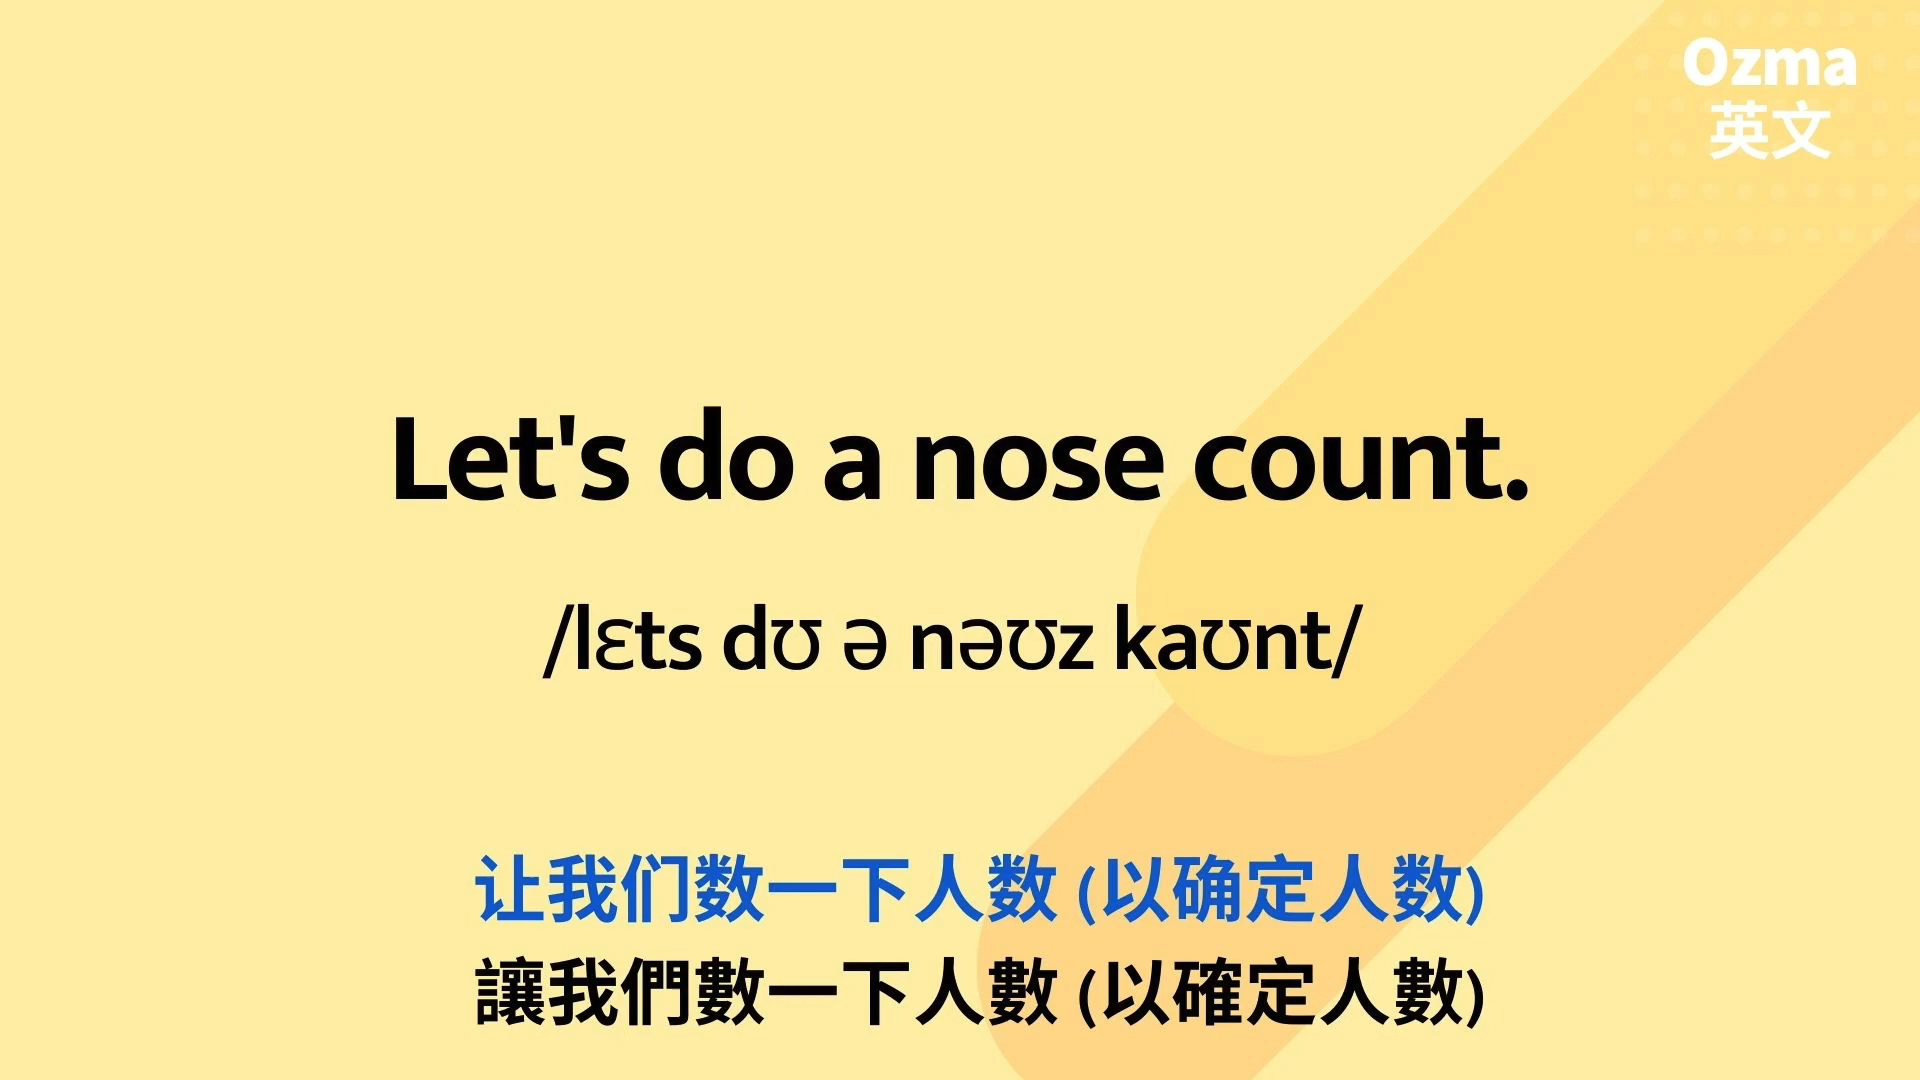 Ozma
英文
Let's do a nose count.
/lɛts dʊ ə nəʊz kaʊnt/
让我们数一下人数 (以确定人数)
讓我們數一下人數 (以確定人數)